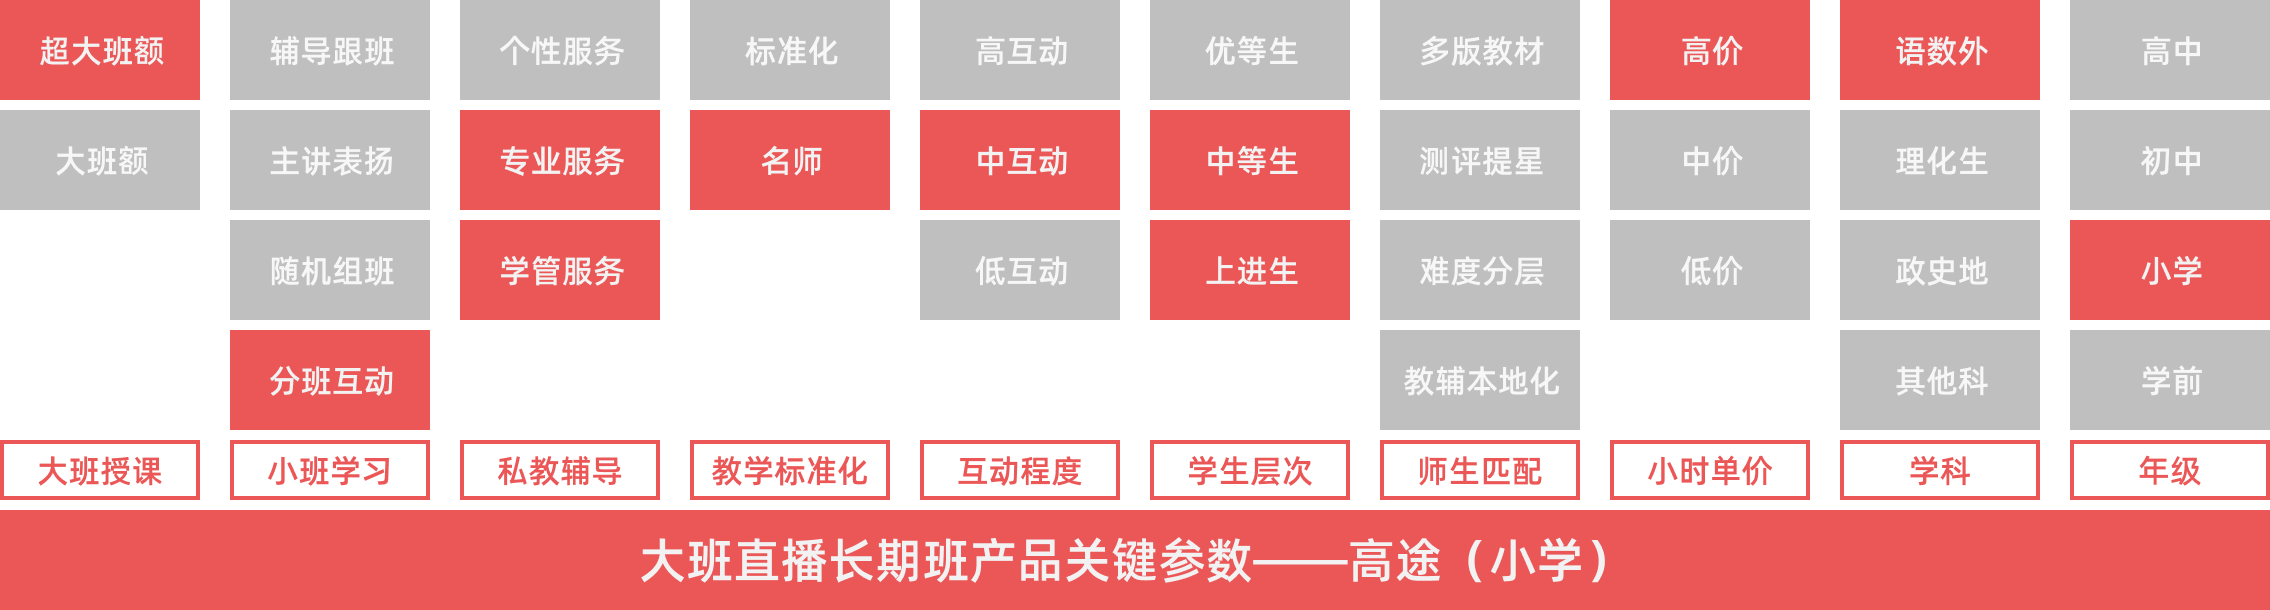 超大班额 辅导跟班 个性服务 标准化 高互动 优等生 多版教材 高价 语数外 高中
大班额 主讲表扬 专业服务 名师 中互动 中等生 测评提星 中价 理化生 初中
随机组班 学管服务 低互动 上进生 难度分层 低价 政史地 小学
分班互动 教辅本地化 其他科 学前
大班授课 小班学习 私教辅导 教学标准化 互动程度 学生层次 师生匹配 小时单价 学科 年级
大班直播长期班产品关键参数——高途（小学）